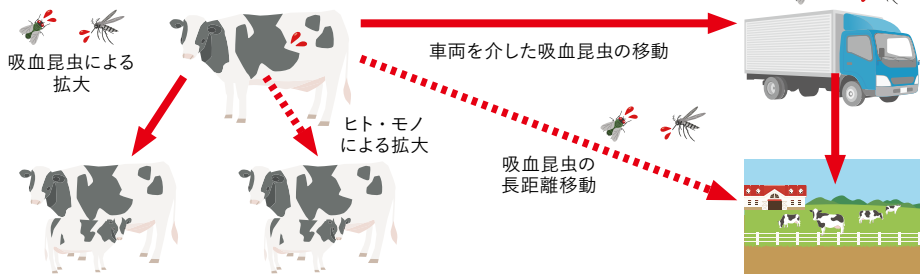 吸血昆虫による
拡大
車両を介した吸血昆虫の移動
ヒト・モノ
による拡大
吸血昆虫の
長距離移動